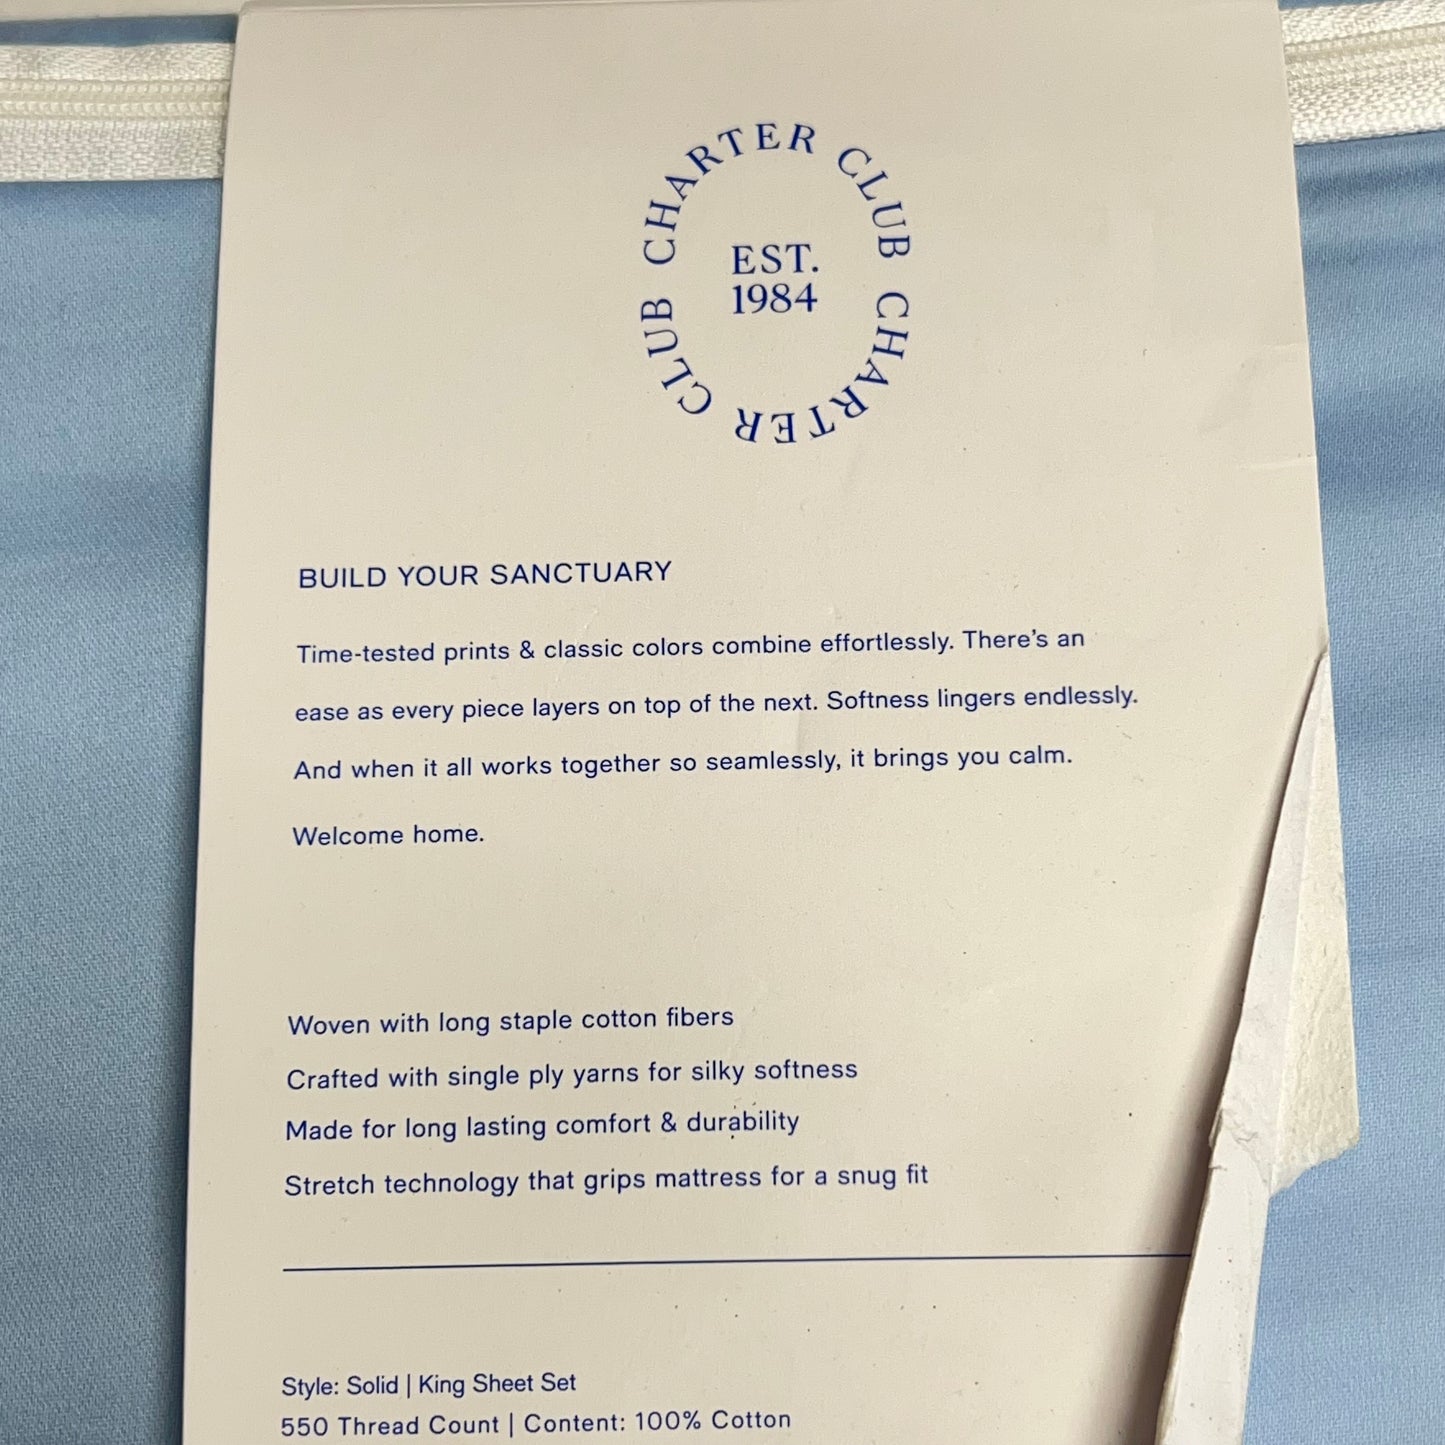 CHARTER CLUB CHARTER CLUB
EST.
1984
BUILD YOUR SANCTUARY
Time-tested prints & classic colors combine effortlessly. There's an
ease as every piece layers on top of the next. Softness lingers endlessly.
And when it all works together so seamlessly, it brings you calm.
Welcome home.
Woven with long staple cotton fibers
Crafted with single ply yarns for silky softness
Made for long lasting comfort & durability
Stretch technology that grips mattress for a snug fit
Style: Solid | King Sheet Set
550 Thread Count | Content: 100% Cotton